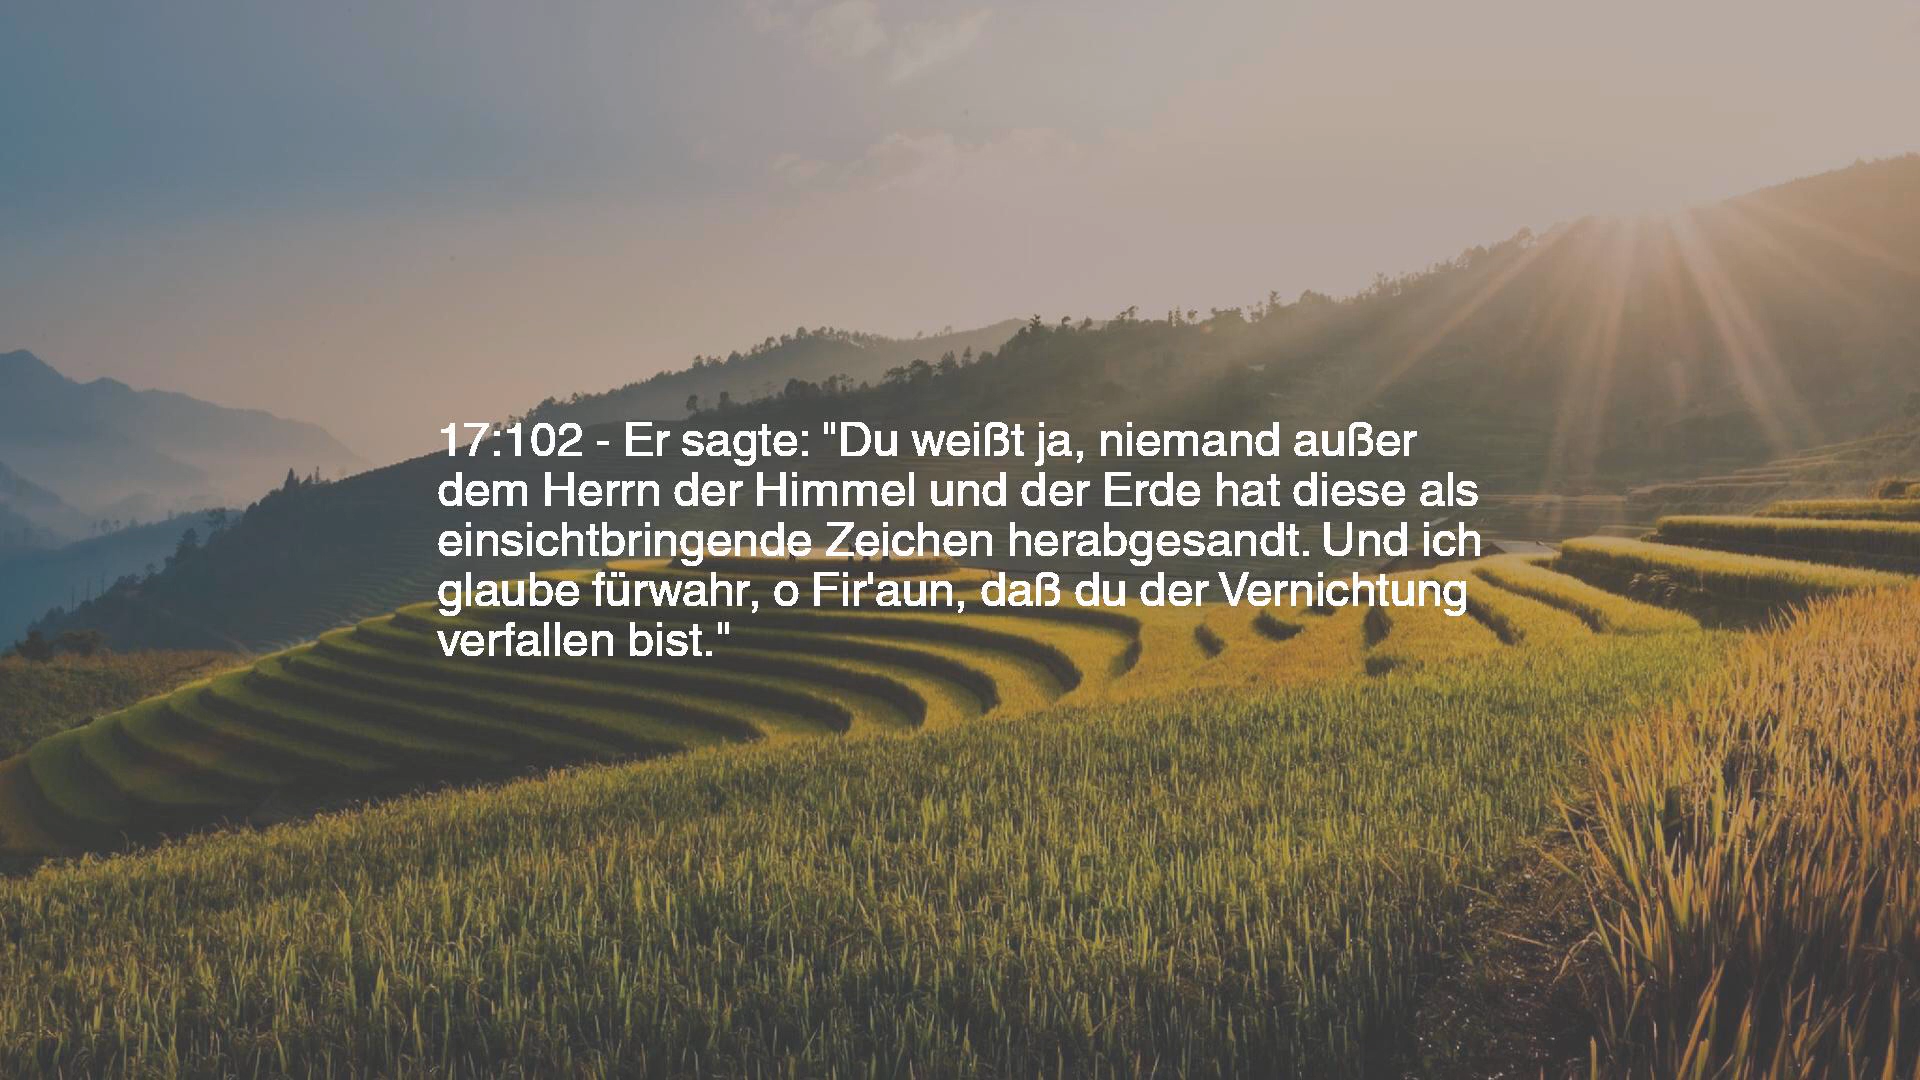 17:102 - Er sagte: "Du weißt ja, niemand außer
dem Herrn der Himmel und der Erde hat diese als
einsichtbringende Zeichen herabgesandt. Und ich
glaube fürwahr, o Fir'aun, daß du der Vernichtung
verfallen bist."